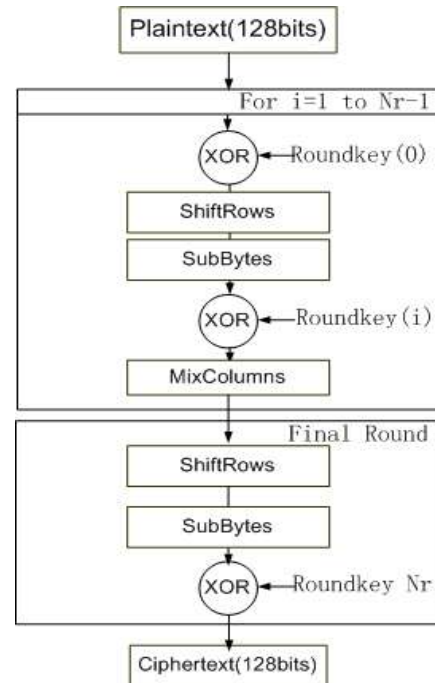 Plaintext(128bits)
For i=1 to Nr-1
XOR
Roundkey(0)
ShiftRows
SubBytes
XOR
Roundkey(i)
MixColumns
Final Round
ShiftRows
SubBytes
XOR
Roundkey Nr
Ciphertext(128bits)